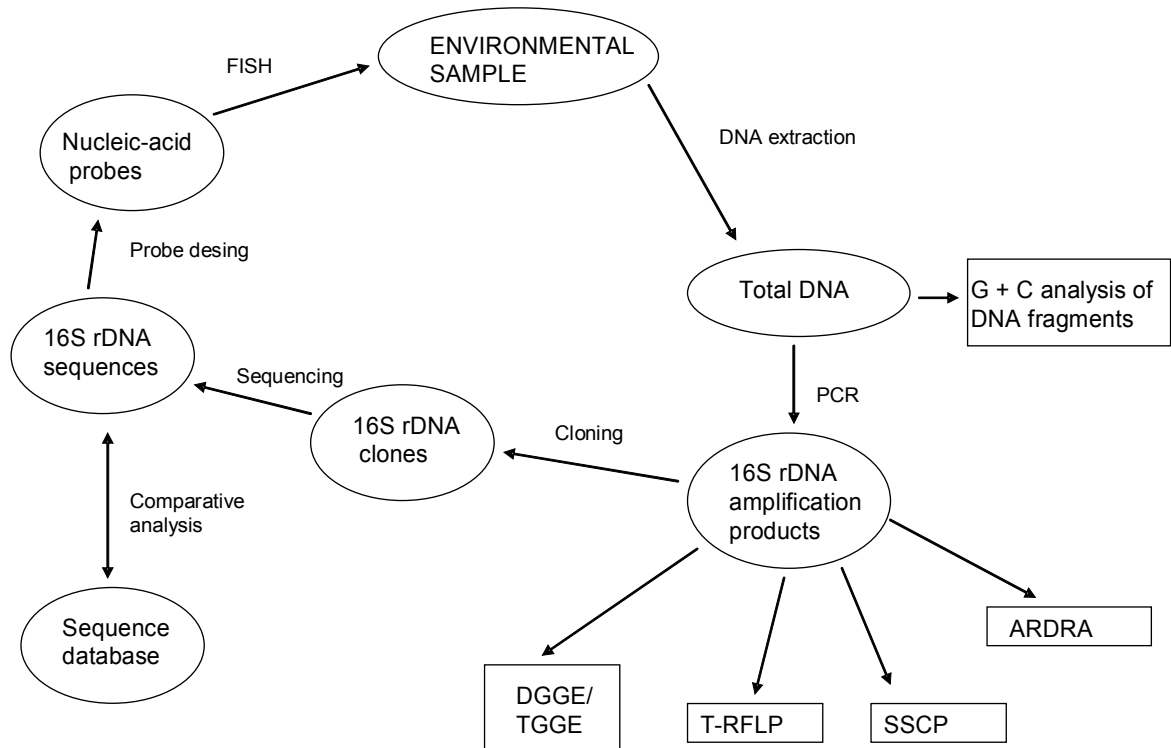 ENVIRONMENTAL
SAMPLE
FISH
Nucleic-acid
probes
DNA extraction
Probe desing
Total DNA
G + C analysis of
DNA fragments
16S rDNA
sequences
Sequencing
PCR
16S rDNA
clones
Cloning
16S rDNA
amplification
products
Comparative
analysis
Sequence
database
ARDRA
DGGE/
TGGE
T-RFLP
SSCP